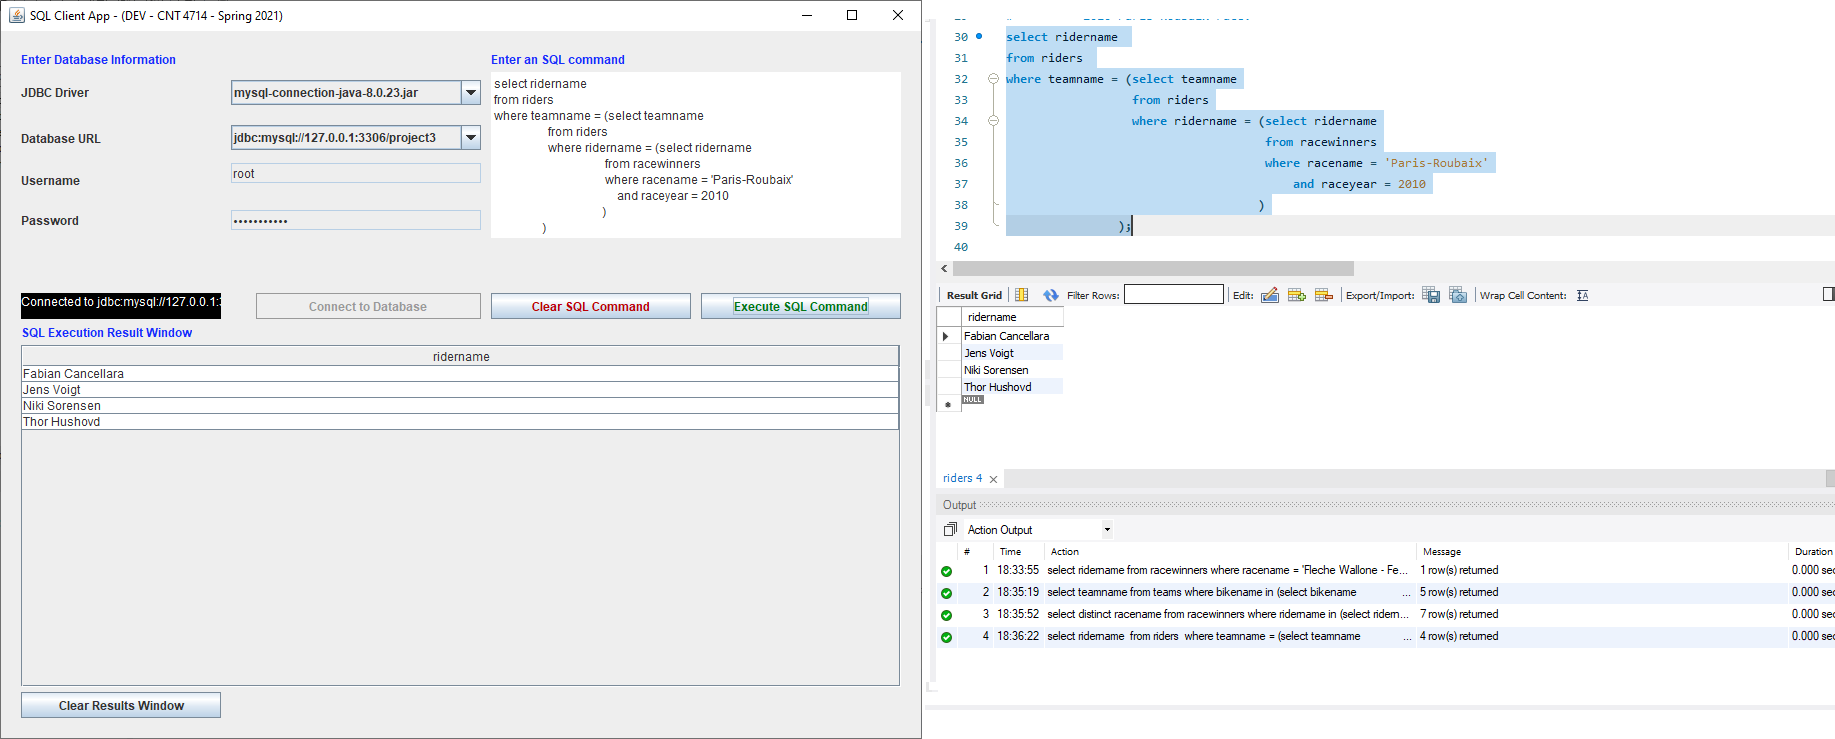 SQL Client App - (DEV - CNT 4714 - Spring 2021)
Enter Database Information
JDBC Driver
mysql-connection-java-8.0.23.jar
Database URL
jdbc:mysql://127.0.0.1:3306/project3
Username
root
Password
•••••••••••
Enter an SQL command
select ridername
from riders
where teamname = (select teamname
from riders
where ridername = (select ridername
from racewinners
where racename = 'Paris-Roubaix'
and raceyear = 2010
)
)
Connected to jdbc:mysql://127.0.0.1:
Connect to Database
Clear SQL Command
Execute SQL Command
SQL Execution Result Window
ridername
Fabian Cancellara
Jens Voigt
Niki Sorensen
Thor Hushovd
Clear Results Window
30 select ridername
31 from riders
32 where teamname = (select teamname
33 from riders
34 where ridername = (select ridername
35 from racewinners
36 where racename = 'Paris-Roubaix'
37 and raceyear = 2010
38 )
39 );
40
Result Grid Filter Rows: Edit: Export/Import: Wrap Cell Content:
ridername
Fabian Cancellara
Jens Voigt
Niki Sorensen
Thor Hushovd
NULL
riders 4
Output
Action Output
# Time Action Message Duration
1 18:33:55 select ridername from racewinners where racename = 'Fleche Wallone - Fe... 1 row(s) returned 0.000 sec
2 18:35:19 select teamname from teams where bikename in (select bikename ... 5 row(s) returned 0.000 sec
3 18:35:52 select distinct racename from racewinners where ridername in (select ridern... 7 row(s) returned 0.000 sec
4 18:36:22 select ridername from riders where teamname = (select teamname ... 4 row(s) returned 0.000 sec